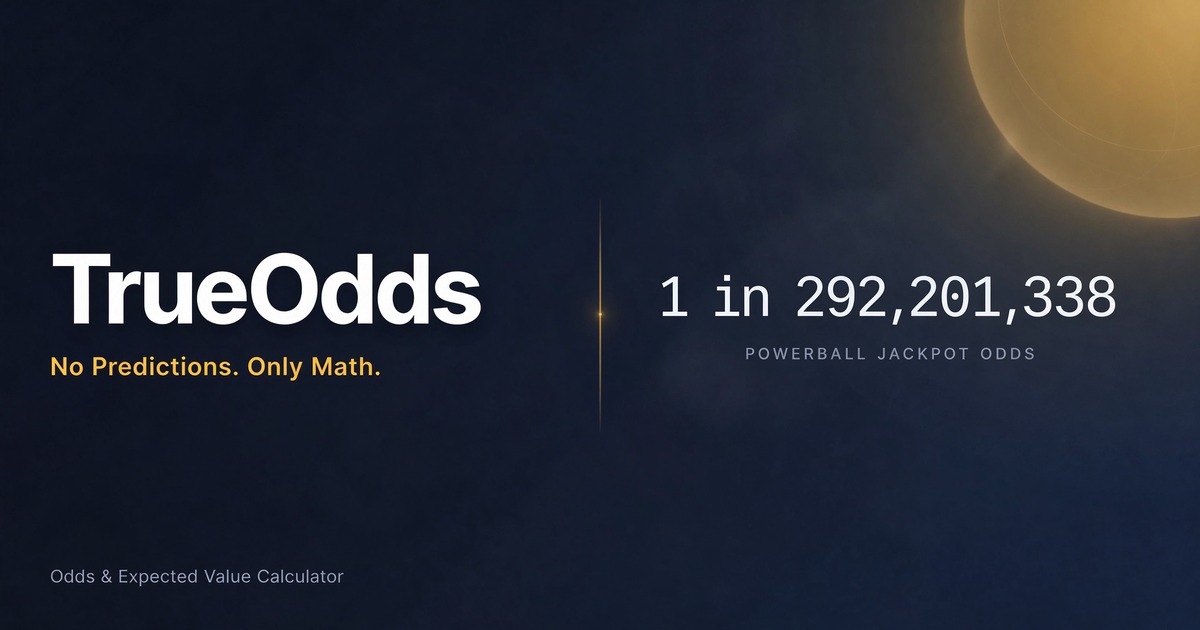 TrueOdds
No Predictions. Only Math.
1 in 292,201,338
POWERBALL JACKPOT ODDS
Odds & Expected Value Calculator